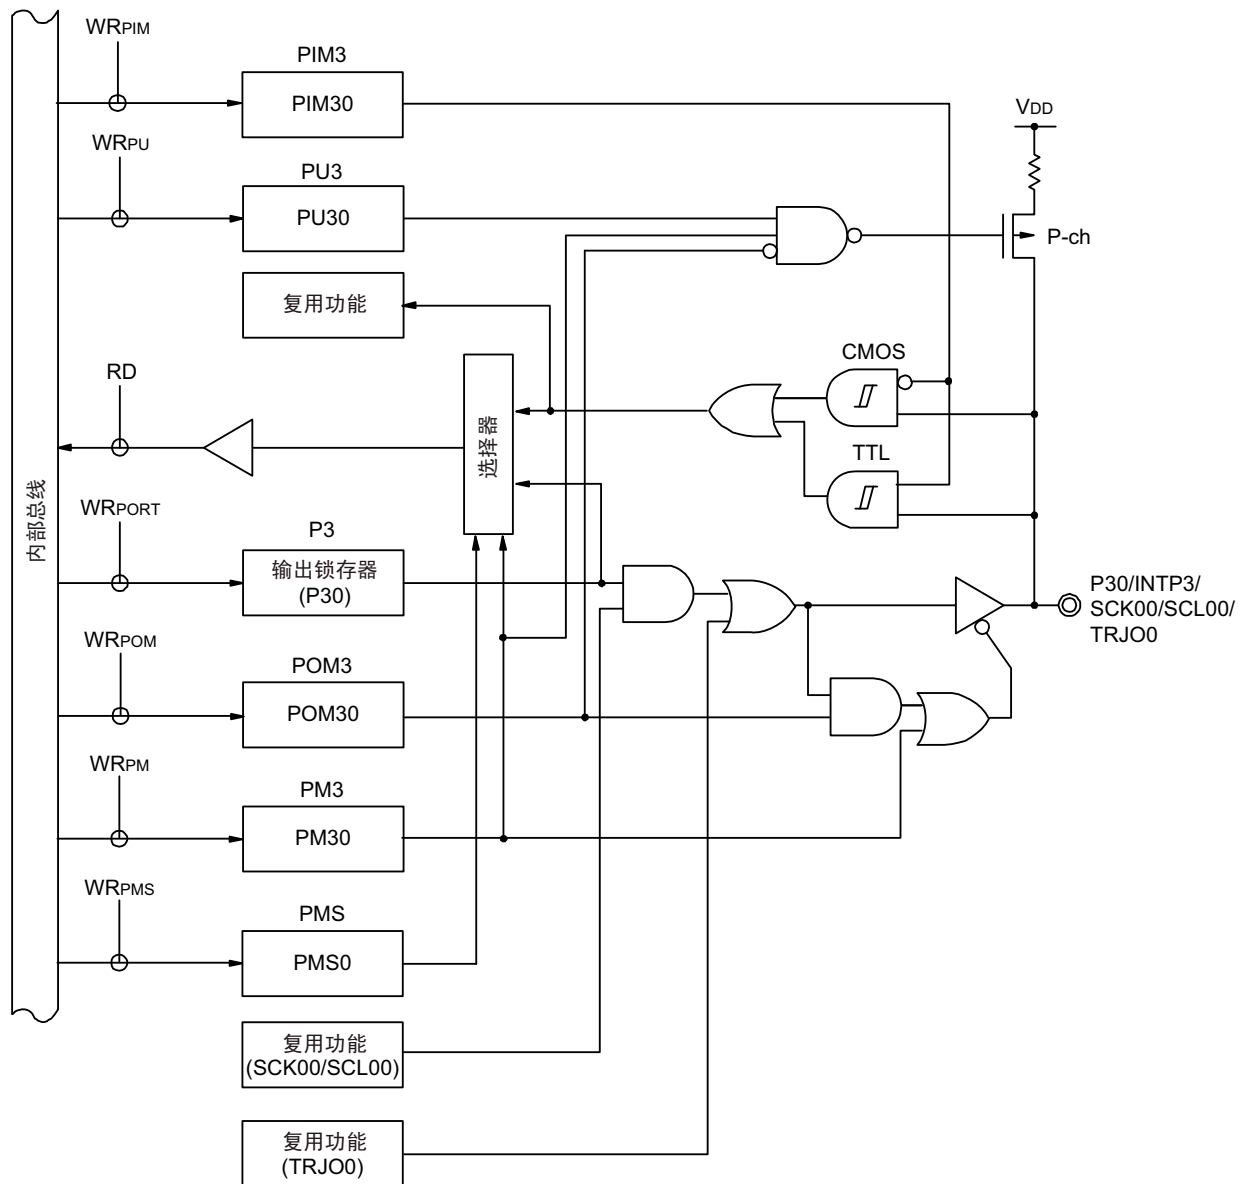 WRPIM
PIM3
PIM30
VDD
WRPU
PU3
PU30
P-ch
复用功能
CMOS
RD
选择器
TTL
内部总线
WRPORT
P3
输出锁存器
(P30)
P30/INTP3/
SCK00/SCL00/
TRJO0
WRPOM
POM3
POM30
WRPM
PM3
PM30
WRPMS
PMS
PMS0
复用功能
(SCK00/SCL00)
复用功能
(TRJO0)